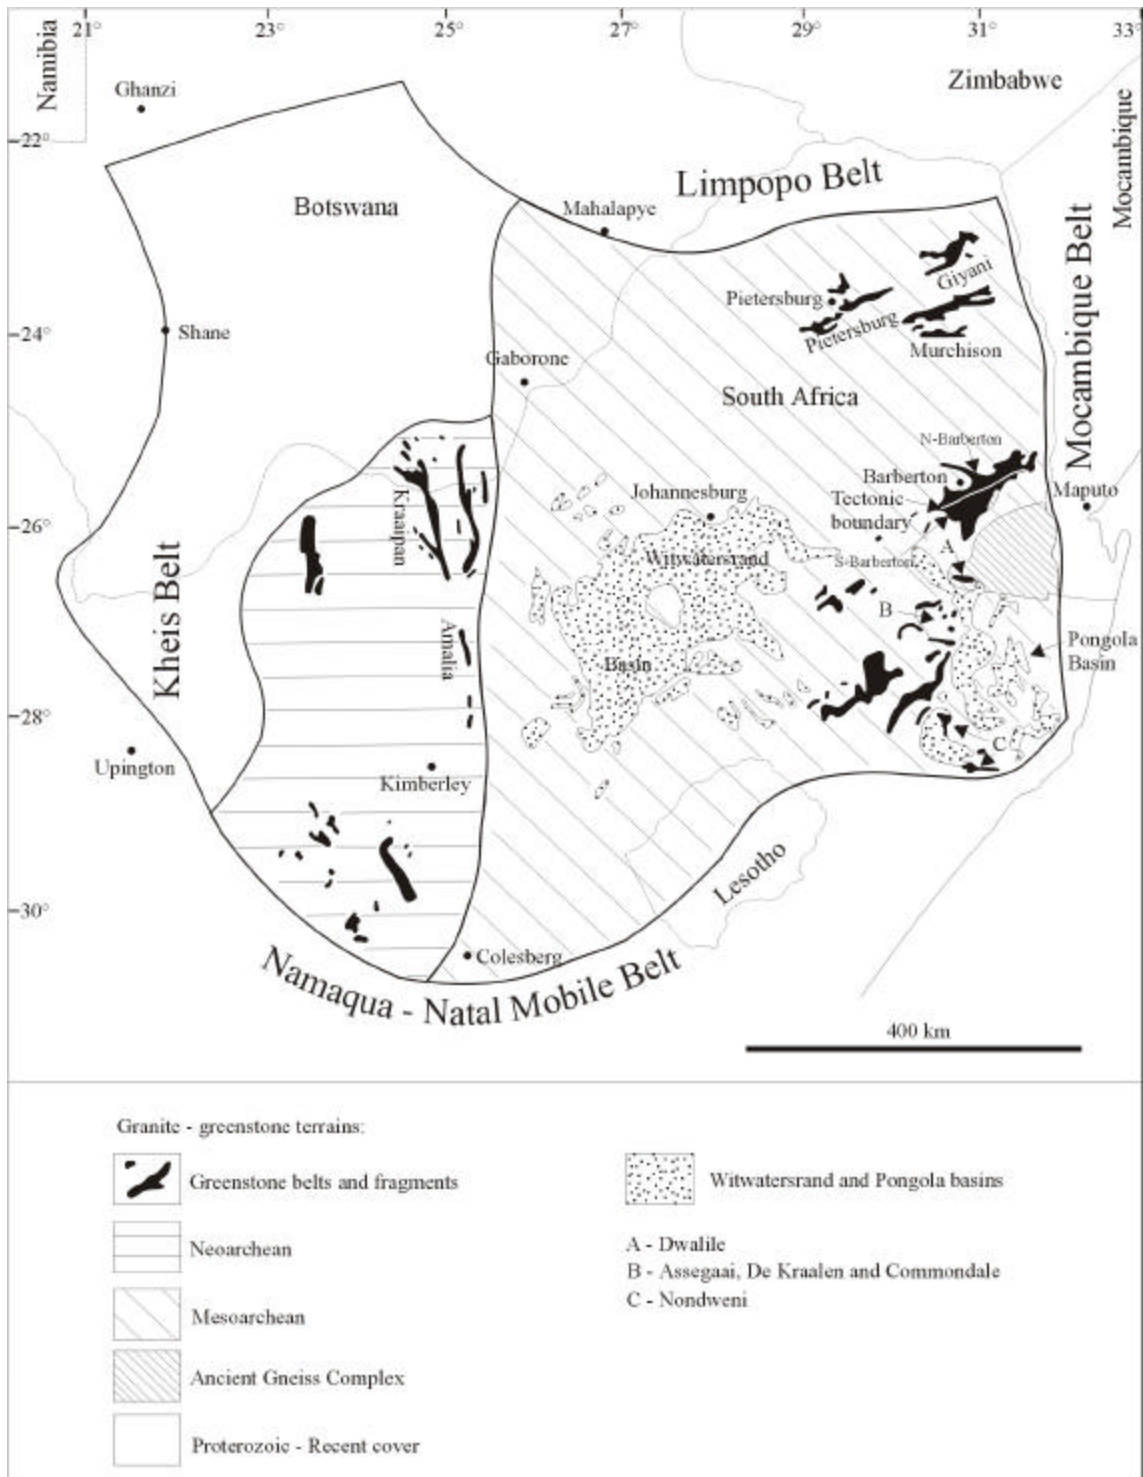 21°
23°
25°
27°
29°
31°
33°
Namibia
Ghanzi
Zimbabwe
Mocambique
22°
Limpopo Belt
Botswana
Mahalapye
Mocambique Belt
Giyani
Pietersburg
Pietersburg
Shane
24°
Murchison
Gaborone
South Africa
N-Barberton
Barberton
Kraaipan
Johannesburg
Tectonic
boundary
Maputo
26°
Witwatersrand
S-Barberton
A
Kheis Belt
B
Amalia
Pongola
Basin
Basin
28°
C
Upington
Kimberley
Lesotho
30°
Colesberg
Namaqua - Natal Mobile Belt
400 km
Granite - greenstone terrains:
Greenstone belts and fragments
Witwatersrand and Pongola basins
Neoarchean
A - Dwalile
B - Assegaai, De Kraalen and Commondale
C - Nondweni
Mesoarchean
Ancient Gneiss Complex
Proterozoic - Recent cover